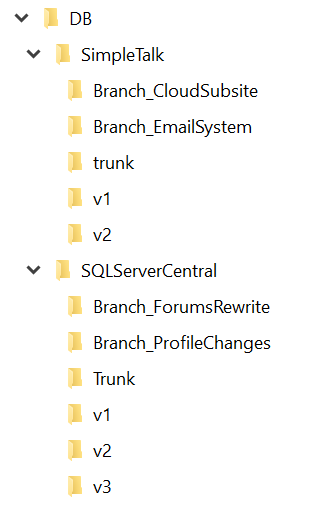 DB
SimpleTalk
Branch_CloudSubsite
Branch_EmailSystem
trunk
v1
v2
SQLServerCentral
Branch_ForumsRewrite
Branch_ProfileChanges
Trunk
v1
v2
v3